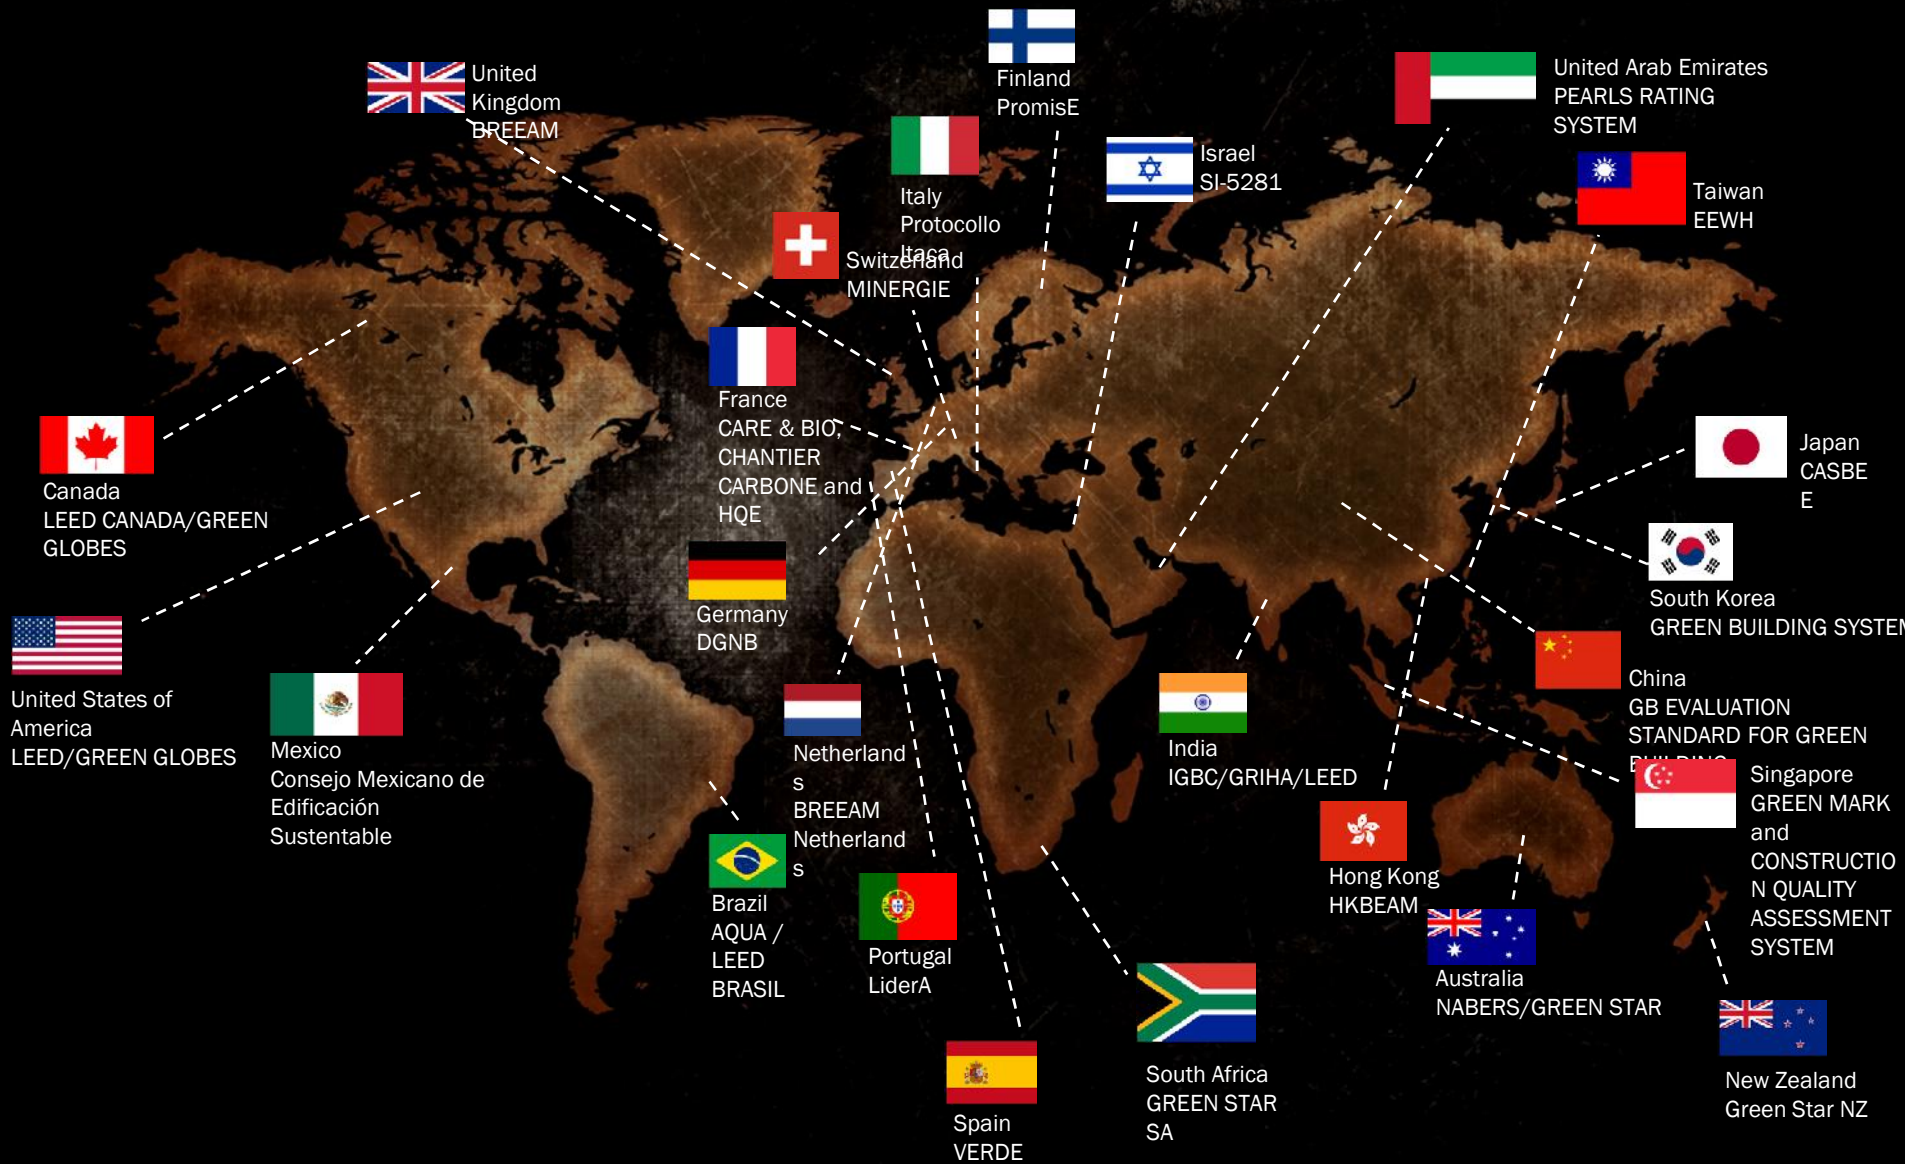 United
Kingdom
BREEAM
Finland
PromisE
United Arab Emirates
PEARLS RATING
SYSTEM
Italy
Protocollo
Itaca
Israel
SI-5281
Taiwan
EEWH
Switzerland
MINERGIE
France
CARE & BIO,
CHANTIER
CARBONE and
HQE
Canada
LEED CANADA/GREEN
GLOBES
Japan
CASBE
E
South Korea
GREEN BUILDING SYSTEM
Germany
DGNB
United States of
America
LEED/GREEN GLOBES
Mexico
Consejo Mexicano de
Edificación
Sustentable
Netherland
s
BREEAM
Netherland
s
India
IGBC/GRIHA/LEED
China
GB EVALUATION
STANDARD FOR GREEN
BUILDING
Singapore
GREEN MARK
and
CONSTRUCTIO
N QUALITY
ASSESSMENT
SYSTEM
Brazil
AQUA /
LEED
BRASIL
Portugal
LiderA
Hong Kong
HKBEAM
Australia
NABERS/GREEN STAR
Spain
VERDE
South Africa
GREEN STAR
SA
New Zealand
Green Star NZ